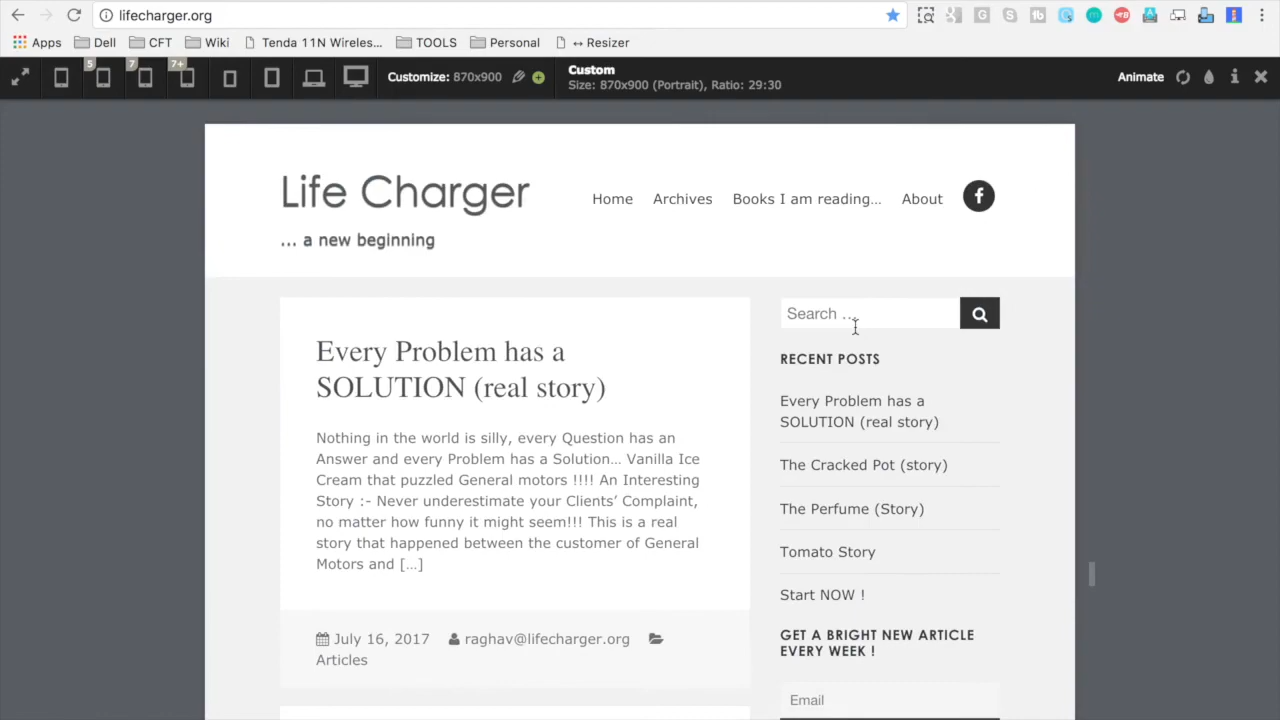 lifecharger.org
Apps Dell CFT Wiki Tenda 11N Wireles... TOOLS Personal ↔ Resizer
5 7 7+ Customize: 870x900 Custom Animate
Size: 870x900 (Portrait), Ratio: 29:30
Life Charger
Home Archives Books I am reading... About
... a new beginning
Every Problem has a
SOLUTION (real story)
Nothing in the world is silly, every Question has an
Answer and every Problem has a Solution... Vanilla Ice
Cream that puzzled General motors !!!! An Interesting
Story :- Never underestimate your Clients' Complaint,
no matter how funny it might seem!!! This is a real
story that happened between the customer of General
Motors and [...]
July 16, 2017 raghav@lifecharger.org
Articles
Search ...
RECENT POSTS
Every Problem has a
SOLUTION (real story)
The Cracked Pot (story)
The Perfume (Story)
Tomato Story
Start NOW !
GET A BRIGHT NEW ARTICLE
EVERY WEEK !
Email